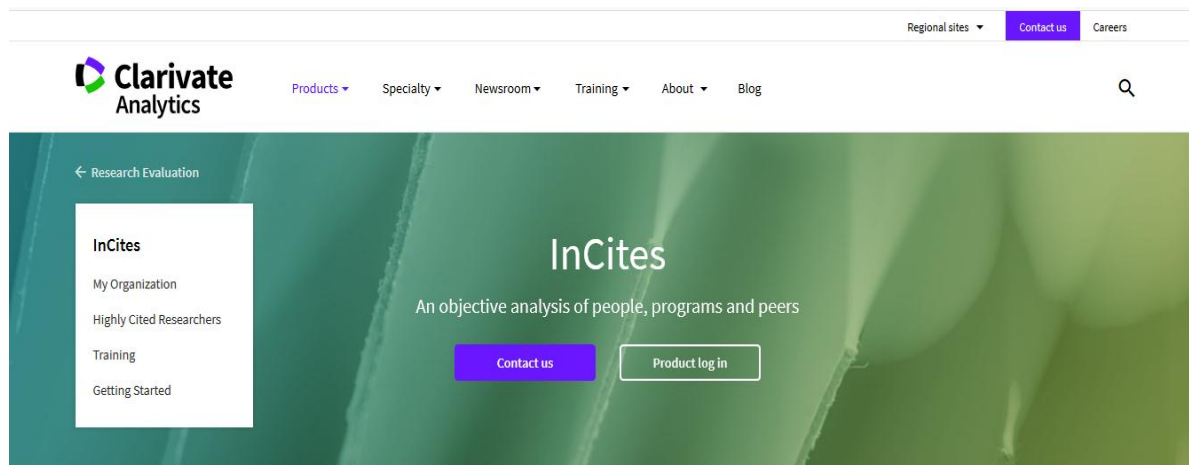 Regional sites
Contact us
Careers
Clarivate
Analytics
Products
Specialty
Newsroom
Training
About
Blog
← Research Evaluation
InCites
My Organization
Highly Cited Researchers
Training
Getting Started
InCites
An objective analysis of people, programs and peers
Contact us
Product log in